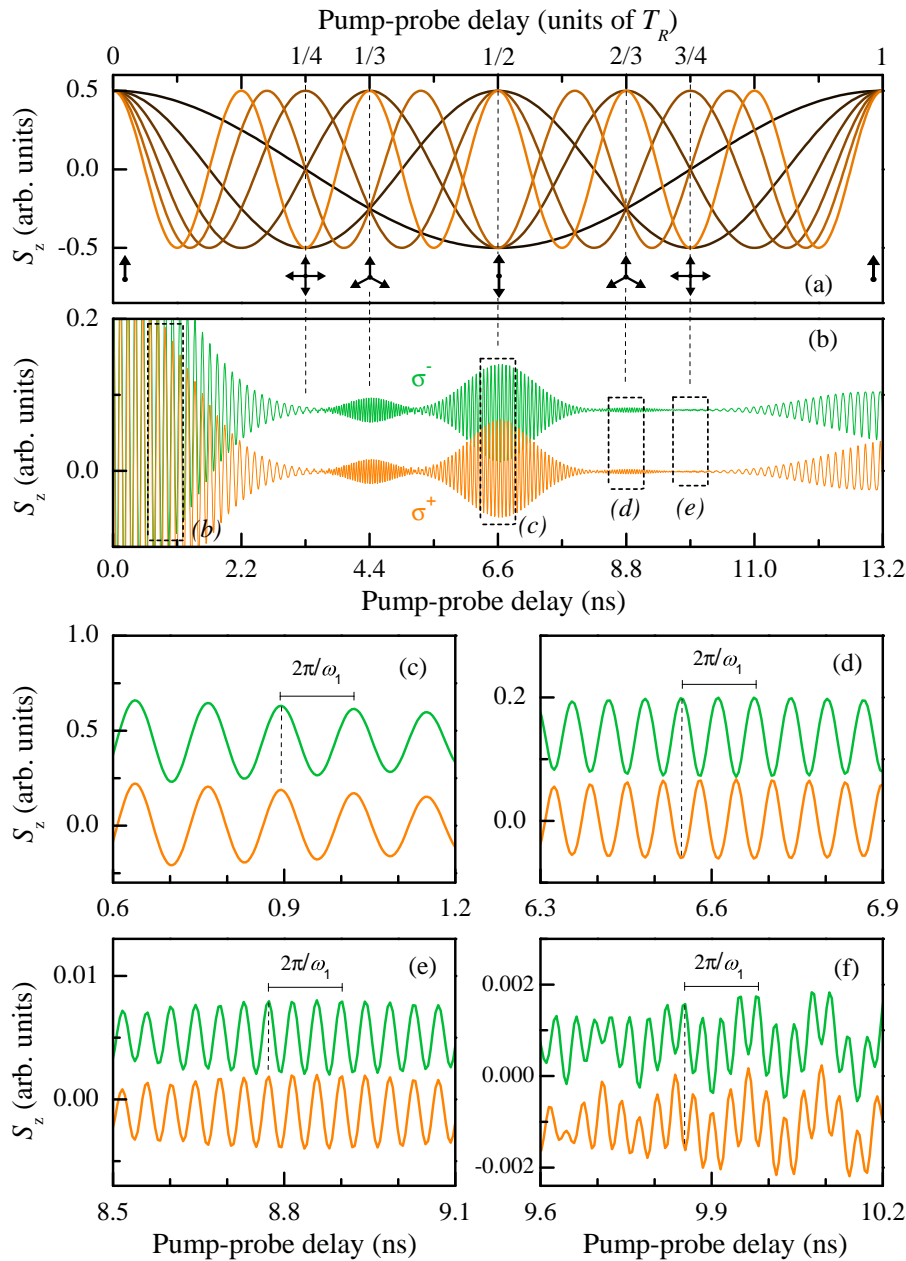 Pump-probe delay (units of T_R)
0 1/4 1/3 1/2 2/3 3/4 1
0.5
0.0
-0.5
S_z (arb. units)
(a)
0.2
0.0
S_z (arb. units)
(b)
σ^-
σ^+
(b) (c) (d) (e)
0.0 2.2 4.4 6.6 8.8 11.0 13.2
Pump-probe delay (ns)
1.0
0.5
0.0
S_z (arb. units)
2π/ω_1
(c)
0.6 0.9 1.2
0.2
0.0
2π/ω_1
(d)
6.3 6.6 6.9
0.01
0.00
S_z (arb. units)
2π/ω_1
(e)
8.5 8.8 9.1
Pump-probe delay (ns)
0.002
0.000
-0.002
2π/ω_1
(f)
9.6 9.9 10.2
Pump-probe delay (ns)